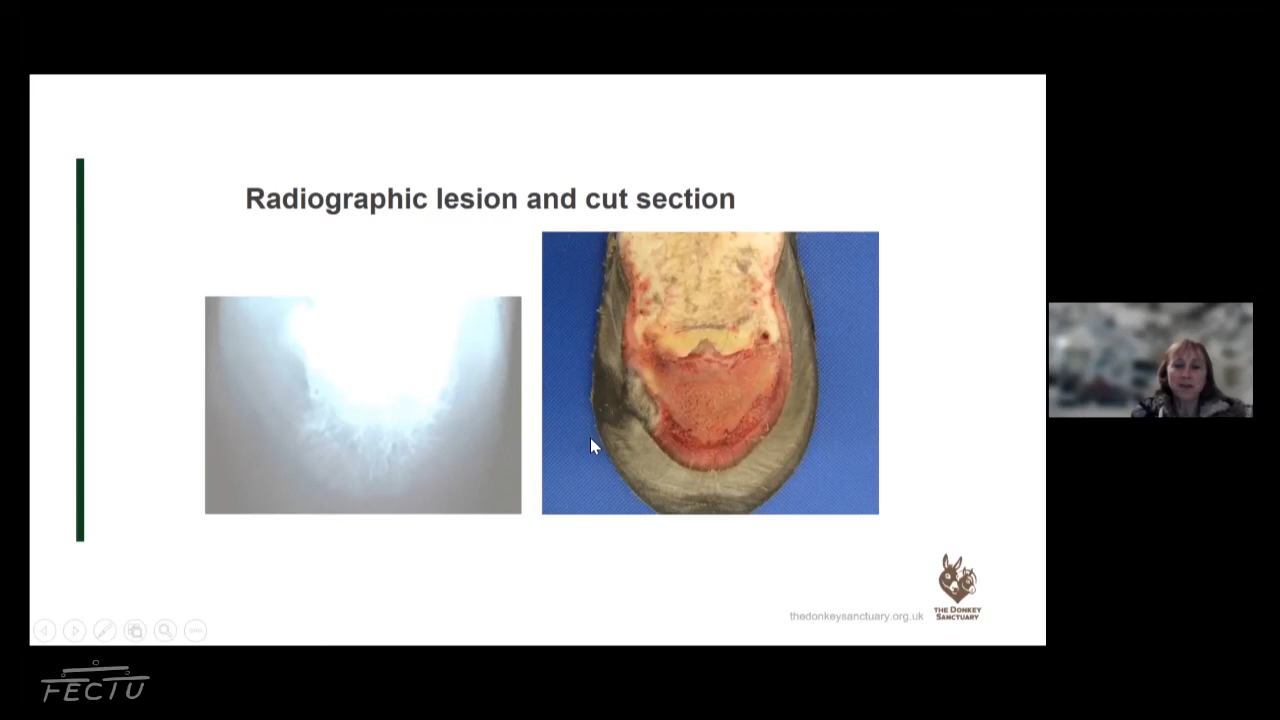 Radiographic lesion and cut section
thedonkeysanctuary.org.uk
THE DONKEY
SANCTUARY
FECTU